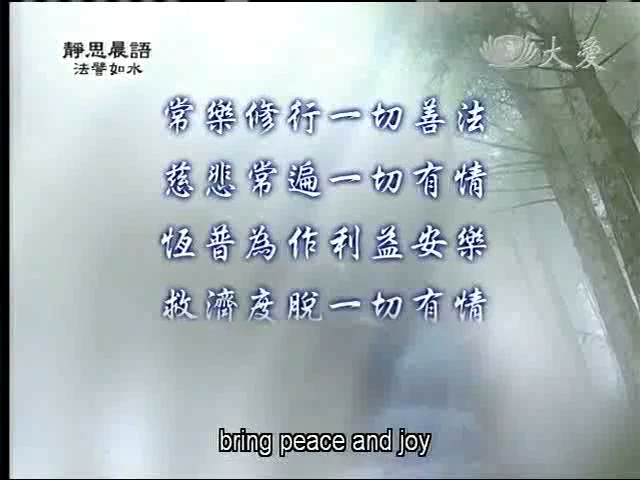 靜思晨語
法譬如水
大愛
常樂修行一切善法
慈悲常遍一切有情
恆普為作利益安樂
救濟度脫一切有情
bring peace and joy